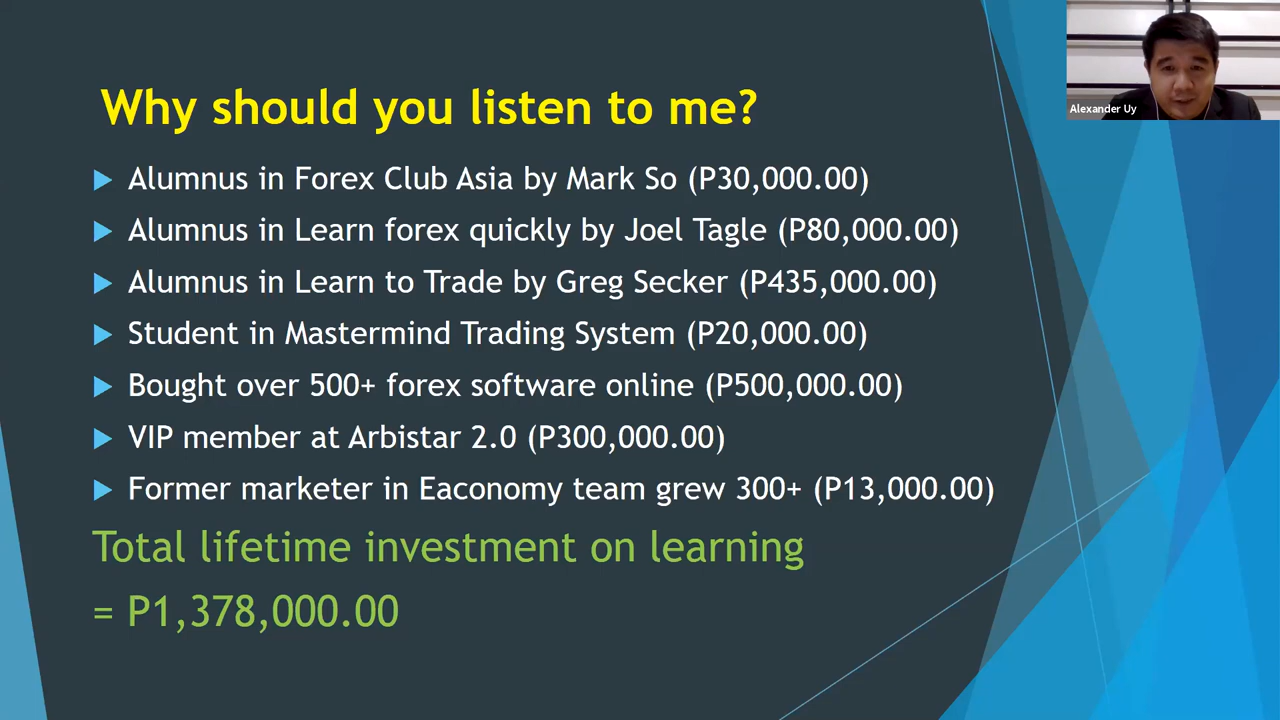 Why should you listen to me?
Alexander Uy
Alumnus in Forex Club Asia by Mark So (P30,000.00)
Alumnus in Learn forex quickly by Joel Tagle (P80,000.00)
Alumnus in Learn to Trade by Greg Secker (P435,000.00)
Student in Mastermind Trading System (P20,000.00)
Bought over 500+ forex software online (P500,000.00)
VIP member at Arbistar 2.0 (P300,000.00)
Former marketer in Eaconomy team grew 300+ (P13,000.00)
Total lifetime investment on learning
= P1,378,000.00